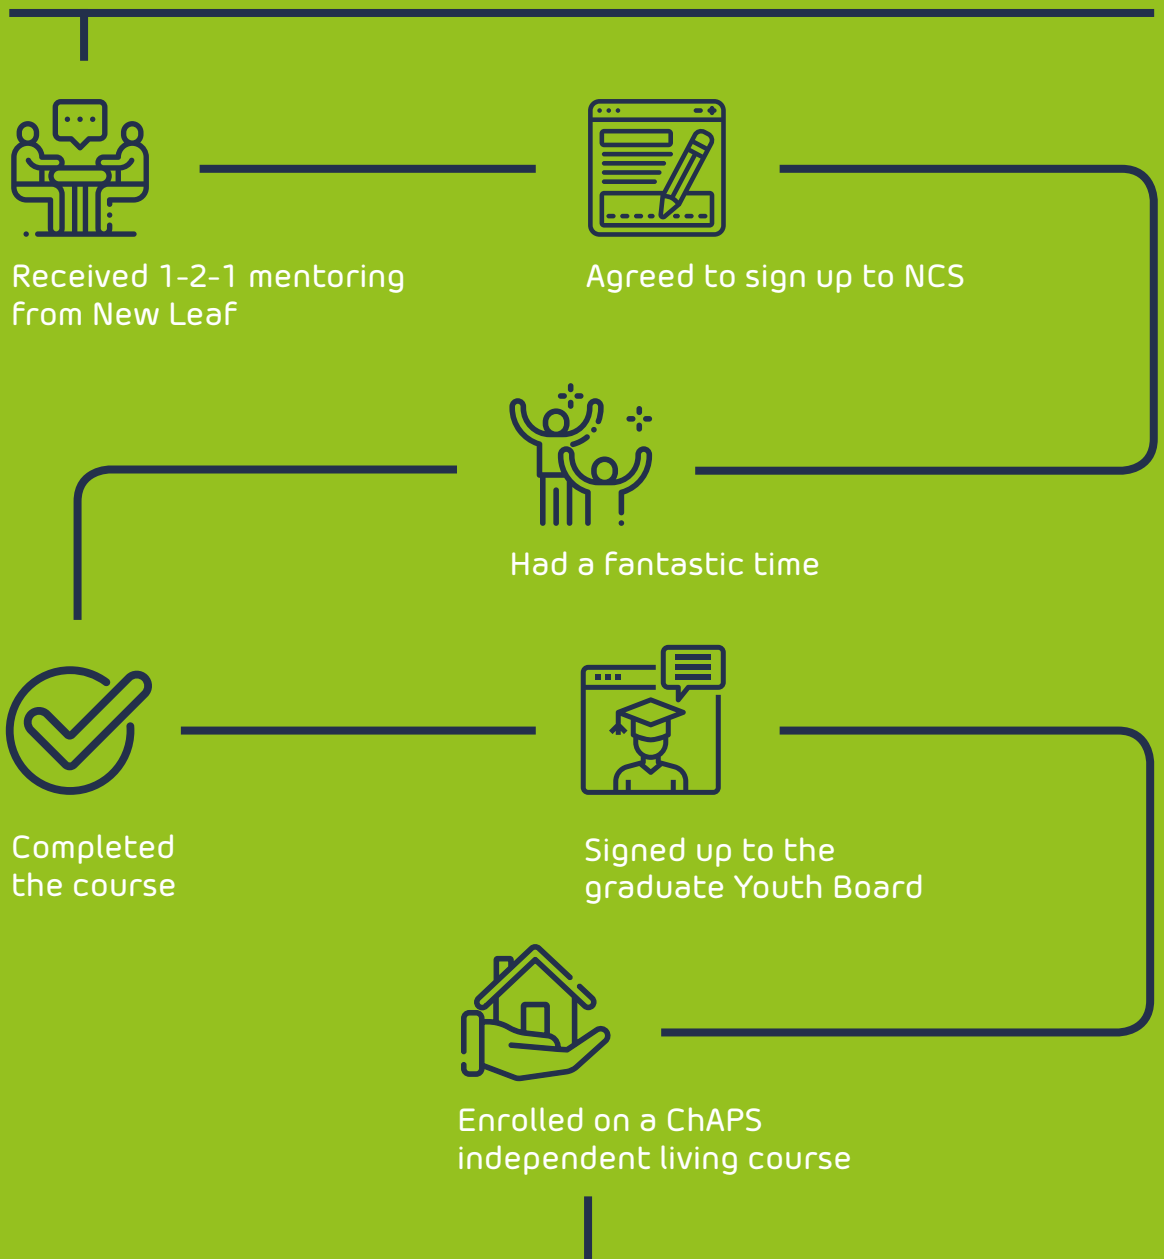 Received 1-2-1 mentoring
from New Leaf
Agreed to sign up to NCS
Had a fantastic time
Completed
the course
Signed up to the
graduate Youth Board
Enrolled on a ChAPS
independent living course